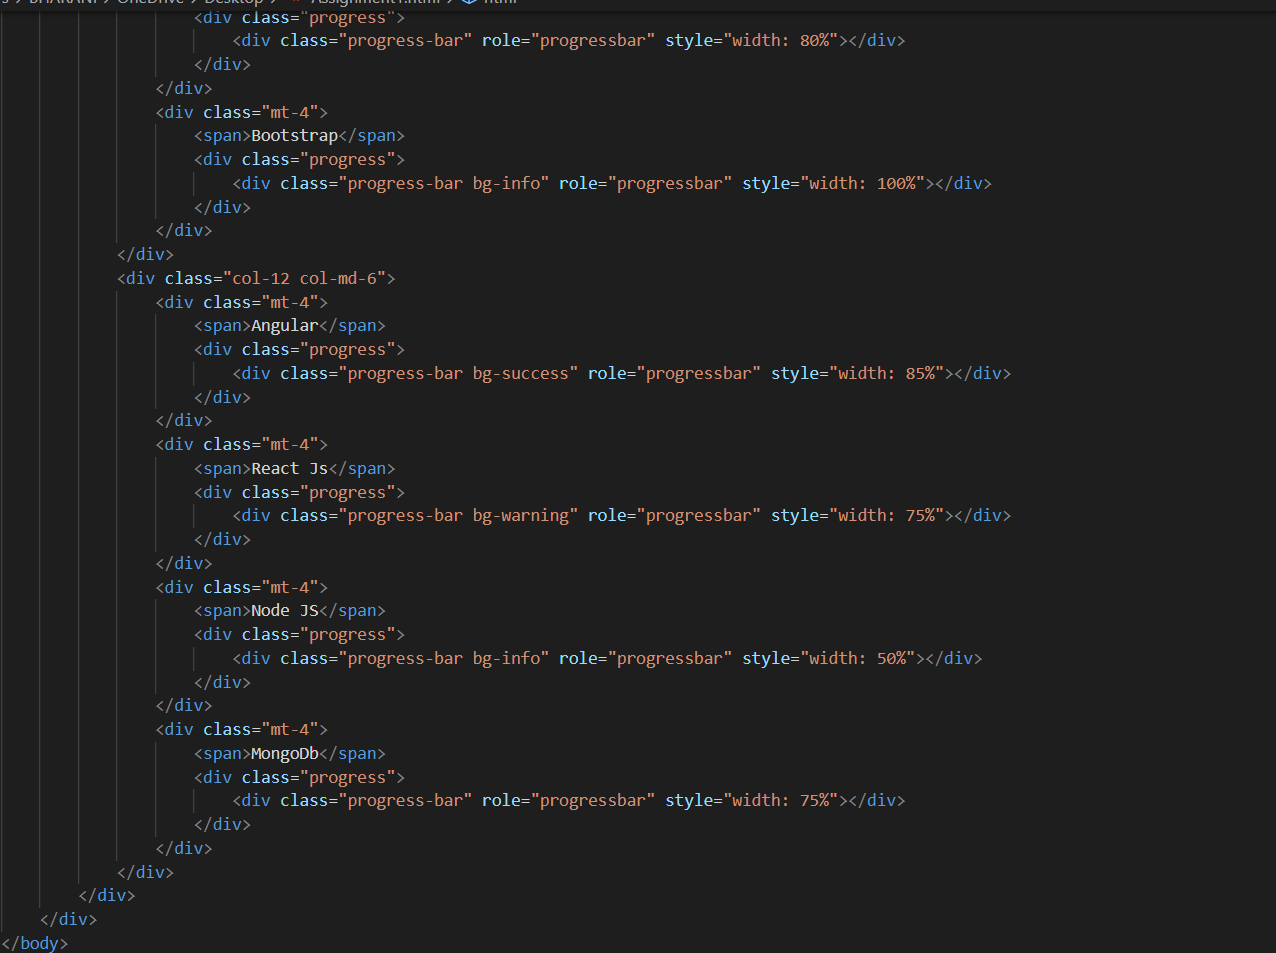 s > BHARANI > OneDrive > Desktop > Assignment1.html > html
<div class="progress">
<div class="progress-bar" role="progressbar" style="width: 80%"></div>
</div>
</div>
<div class="mt-4">
<span>Bootstrap</span>
<div class="progress">
<div class="progress-bar bg-info" role="progressbar" style="width: 100%"></div>
</div>
</div>
</div>
<div class="col-12 col-md-6">
<div class="mt-4">
<span>Angular</span>
<div class="progress">
<div class="progress-bar bg-success" role="progressbar" style="width: 85%"></div>
</div>
</div>
<div class="mt-4">
<span>React Js</span>
<div class="progress">
<div class="progress-bar bg-warning" role="progressbar" style="width: 75%"></div>
</div>
</div>
<div class="mt-4">
<span>Node JS</span>
<div class="progress">
<div class="progress-bar bg-info" role="progressbar" style="width: 50%"></div>
</div>
</div>
<div class="mt-4">
<span>MongoDb</span>
<div class="progress">
<div class="progress-bar" role="progressbar" style="width: 75%"></div>
</div>
</div>
</div>
</div>
</div>
</body>